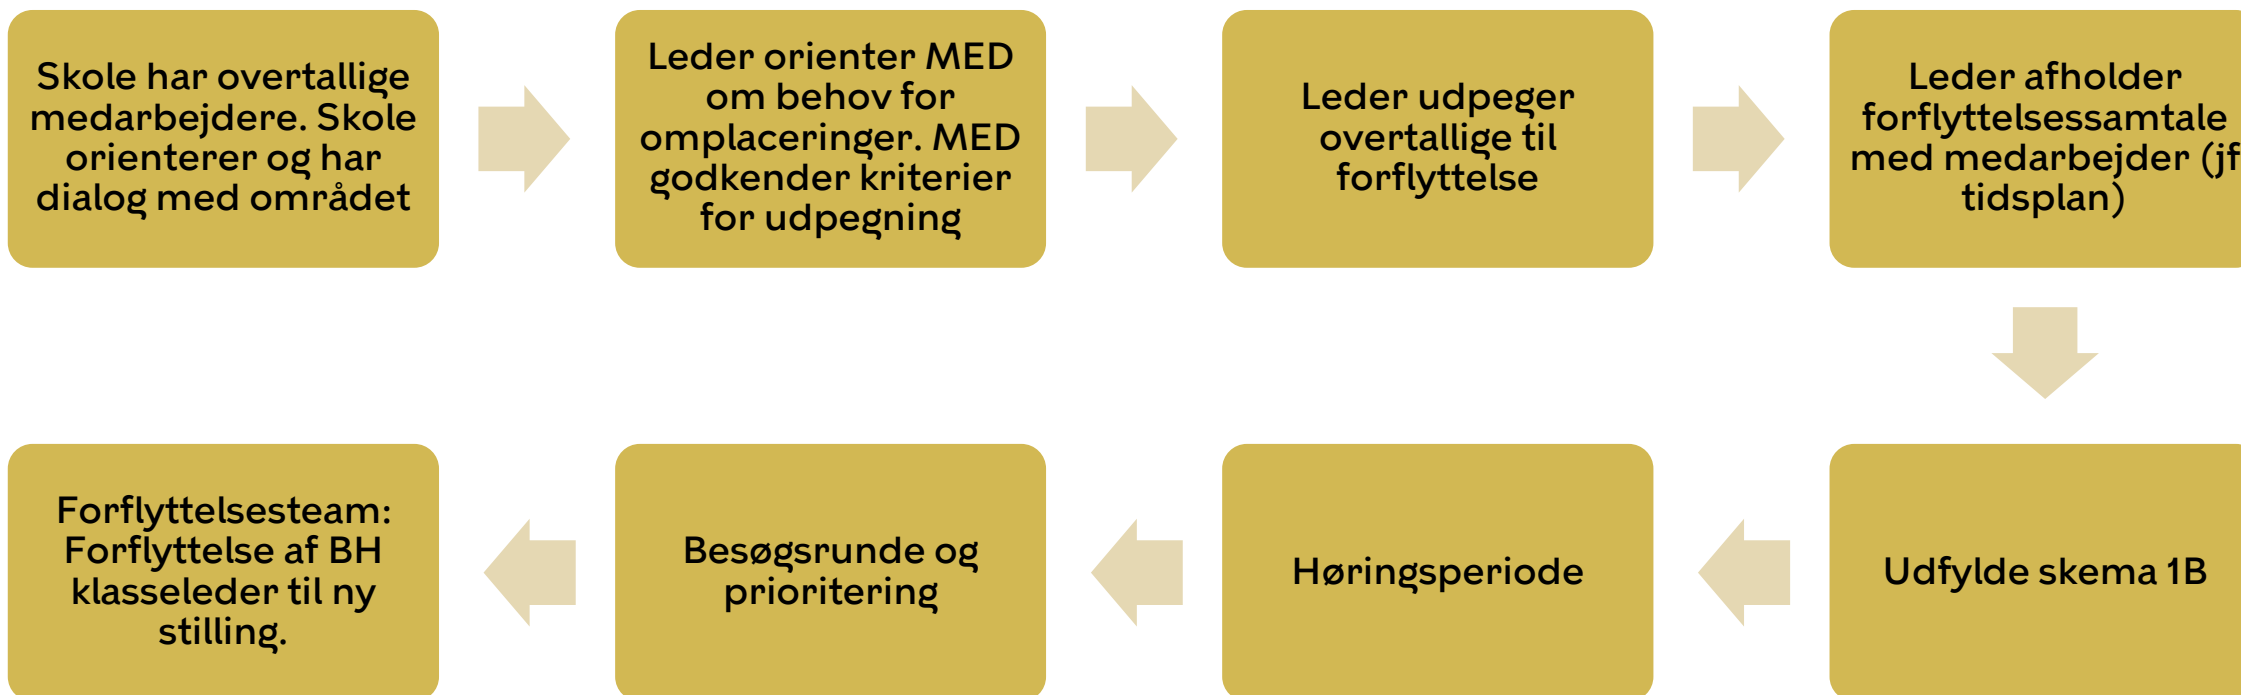 Skole har overtallige
medarbejdere. Skole
orienterer og har
dialog med området
Leder orienter MED
om behov for
omplaceringer. MED
godkender kriterier
for udpegning
Leder udpeger
overtallige til
forflyttelse
Leder afholder
forflyttelsessamtale
med medarbejder (jf
tidsplan)
Udfylde skema 1B
Høringsperiode
Besøgsrunde og
prioritering
Forflyttelsesteam:
Forflyttelse af BH
klasseleder til ny
stilling.